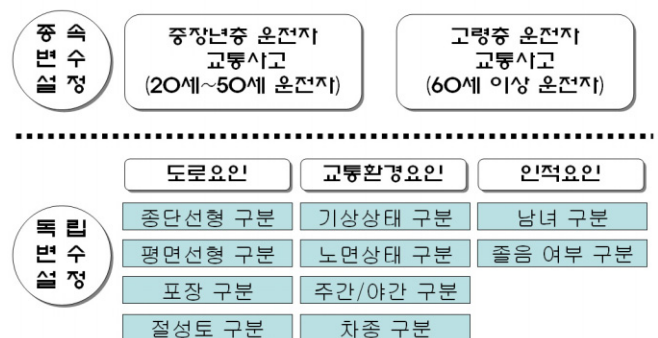 종 속
변 수
설 정
중장년층 운전자
교통사고
(20세~50세 운전자)
고령층 운전자
교통사고
(60세 이상 운전자)
독 립
변 수
설 정
도로요인
교통환경요인
인적요인
종단선형 구분
기상상태 구분
남녀 구분
평면선형 구분
노면상태 구분
졸음 여부 구분
포장 구분
주간/야간 구분
절성토 구분
차종 구분